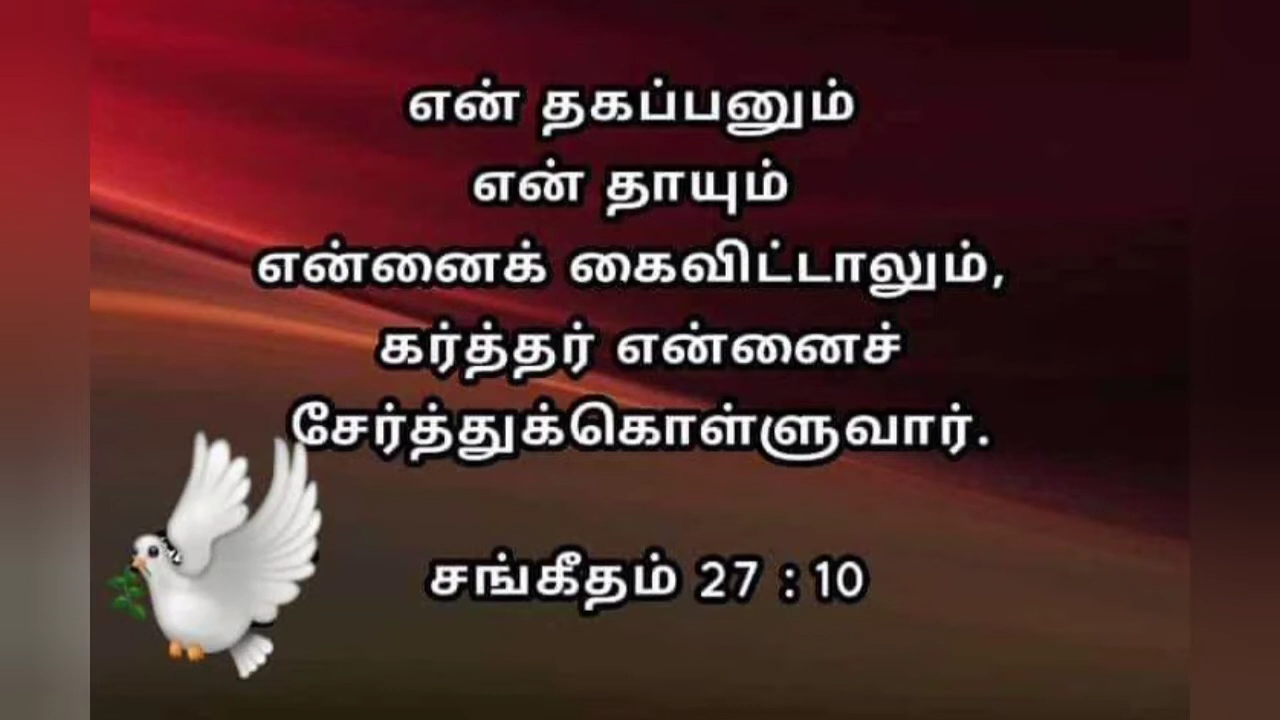 என் தகப்பனும்
என் தாயும்
என்னைக் கைவிட்டாலும்,
கர்த்தர் என்னைச்
சேர்த்துக்கொள்ளுவார்.
சங்கீதம் 27 : 10